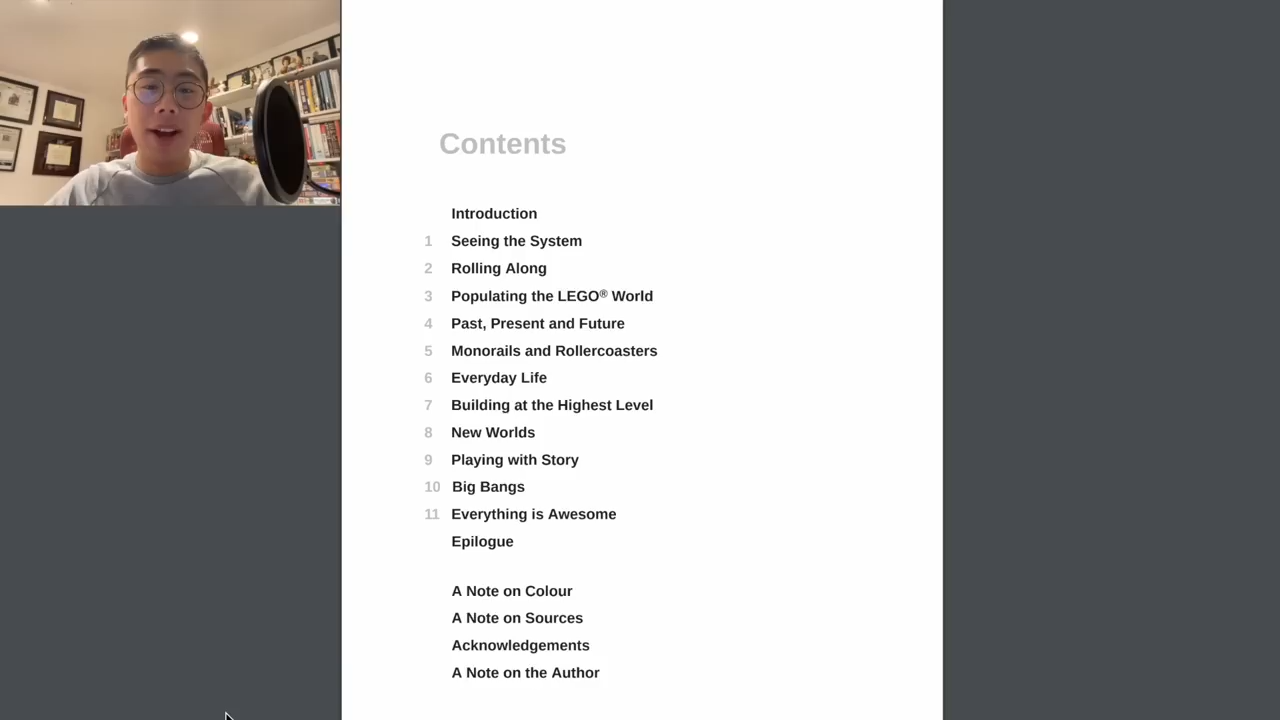 Contents
Introduction
1 Seeing the System
2 Rolling Along
3 Populating the LEGO® World
4 Past, Present and Future
5 Monorails and Rollercoasters
6 Everyday Life
7 Building at the Highest Level
8 New Worlds
9 Playing with Story
10 Big Bangs
11 Everything is Awesome
Epilogue
A Note on Colour
A Note on Sources
Acknowledgements
A Note on the Author